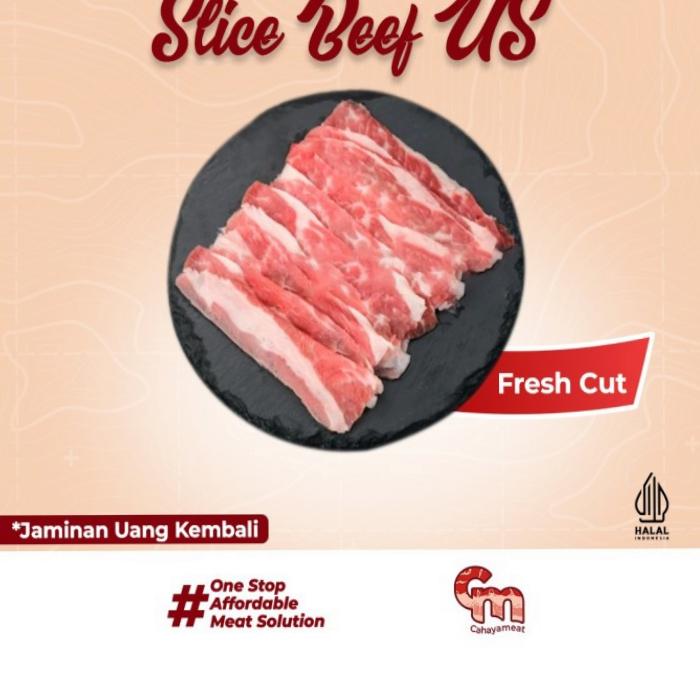 Slice Beef US
Fresh Cut
*Jaminan Uang Kembali
HALAL
INDONESIA
#One Stop
Affordable
Meat Solution
Cm
Cahayameat